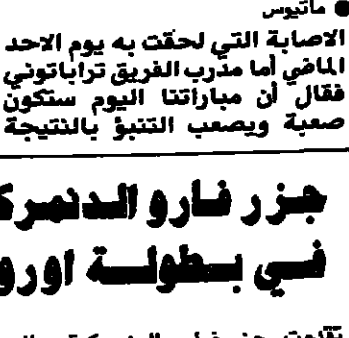 ● ماتيوس
الاصابة التي لحقت به يوم الاحد
الماضي أما مدرب الفريق تراباتوني
فقال أن مباراتنا اليوم ستكون
صعبة ويصعب التنبؤ بالنتيجة
جزر فارو الدنمركـ
في بطولة اورو